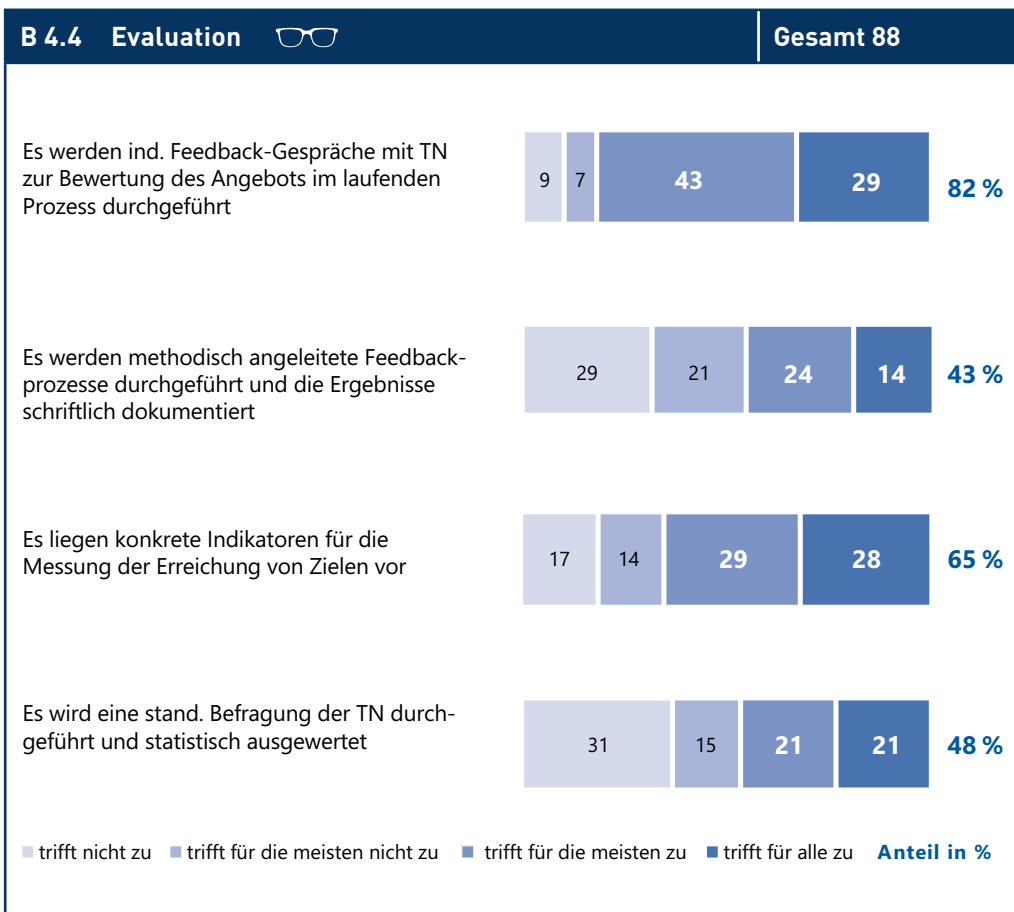 B 4.4 Evaluation Gesamt 88
Es werden ind. Feedback-Gespräche mit TN
zur Bewertung des Angebots im laufenden
Prozess durchgeführt
9 7 43 29 82 %
Es werden methodisch angeleitete Feedback-
prozesse durchgeführt und die Ergebnisse
schriftlich dokumentiert
29 21 24 14 43 %
Es liegen konkrete Indikatoren für die
Messung der Erreichung von Zielen vor
17 14 29 28 65 %
Es wird eine stand. Befragung der TN durch-
geführt und statistisch ausgewertet
31 15 21 21 48 %
trifft nicht zu trifft für die meisten nicht zu trifft für die meisten zu trifft für alle zu Anteil in %